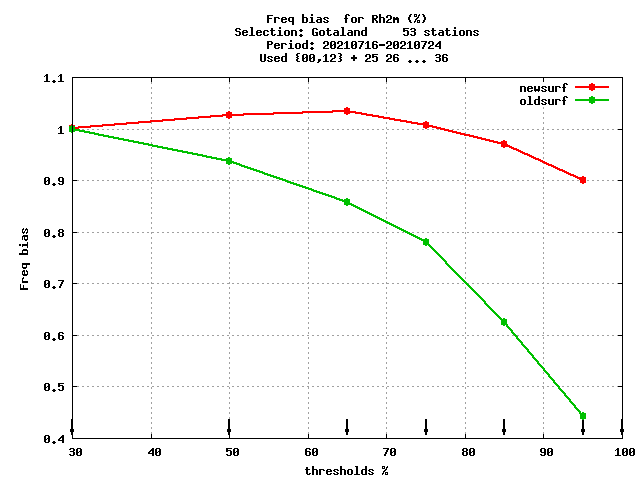 Freq bias  for Rh2m (%)
Selection: Gotaland     53 stations
Period: 20210716-20210724
Used {00,12} + 25 26 ... 36
newsurf
oldsurf
1.1
1
0.9
0.8
0.7
0.6
0.5
0.4
Freq bias
30 40 50 60 70 80 90 100
thresholds %